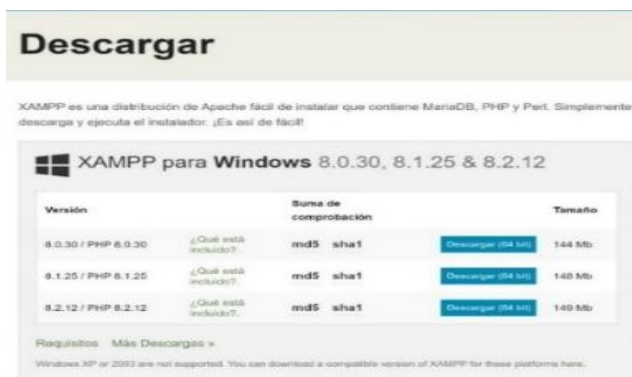 Descargar
XAMPP es una distribución de Apache fácil de instalar que contiene MariaDB, PHP y Perl. Simplemente
descarga y ejecuta el instalador. ¡Es así de fácil!
XAMPP para Windows 8.0.30, 8.1.25 & 8.2.12
Versión Suma de comprobación Tamaño
8.0.30 / PHP 8.0.30 ¿Qué está incluido? md5 sha1 Descargar (64 bit) 144 Mb
8.1.25 / PHP 8.1.25 ¿Qué está incluido? md5 sha1 Descargar (64 bit) 148 Mb
8.2.12 / PHP 8.2.12 ¿Qué está incluido? md5 sha1 Descargar (64 bit) 149 Mb
Requisitos Más Descargas »
Windows XP or 2003 are not supported. You can download a compatible version of XAMPP for these platforms here.